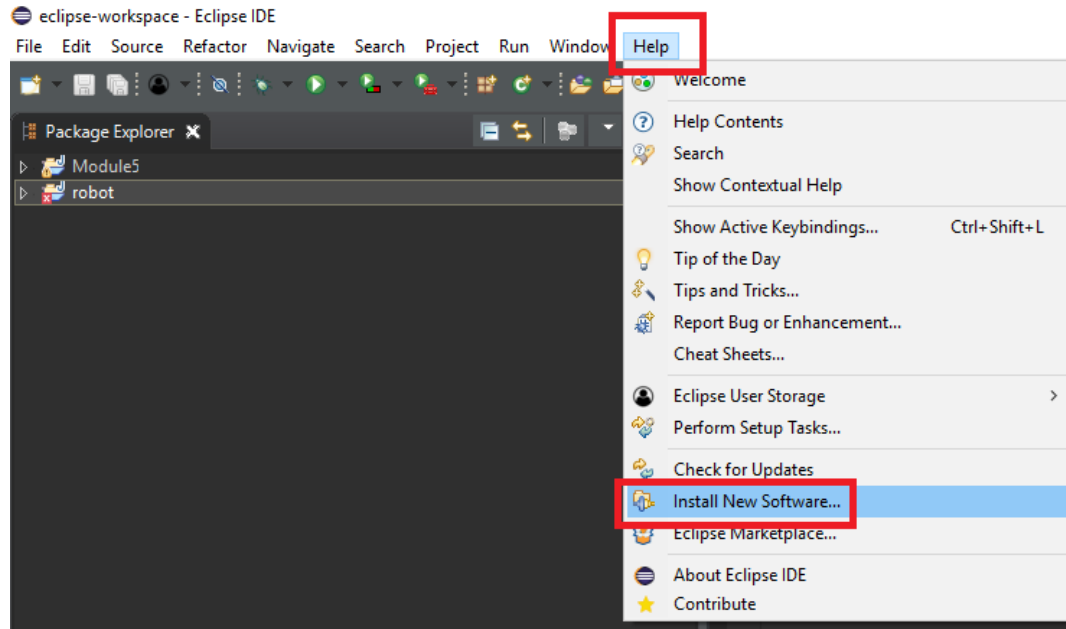 eclipse-workspace - Eclipse IDE
File Edit Source Refactor Navigate Search Project Run Window Help
Package Explorer
Module5
robot
Welcome
Help Contents
Search
Show Contextual Help
Show Active Keybindings... Ctrl+Shift+L
Tip of the Day
Tips and Tricks...
Report Bug or Enhancement...
Cheat Sheets...
Eclipse User Storage
Perform Setup Tasks...
Check for Updates
Install New Software...
Eclipse Marketplace...
About Eclipse IDE
Contribute